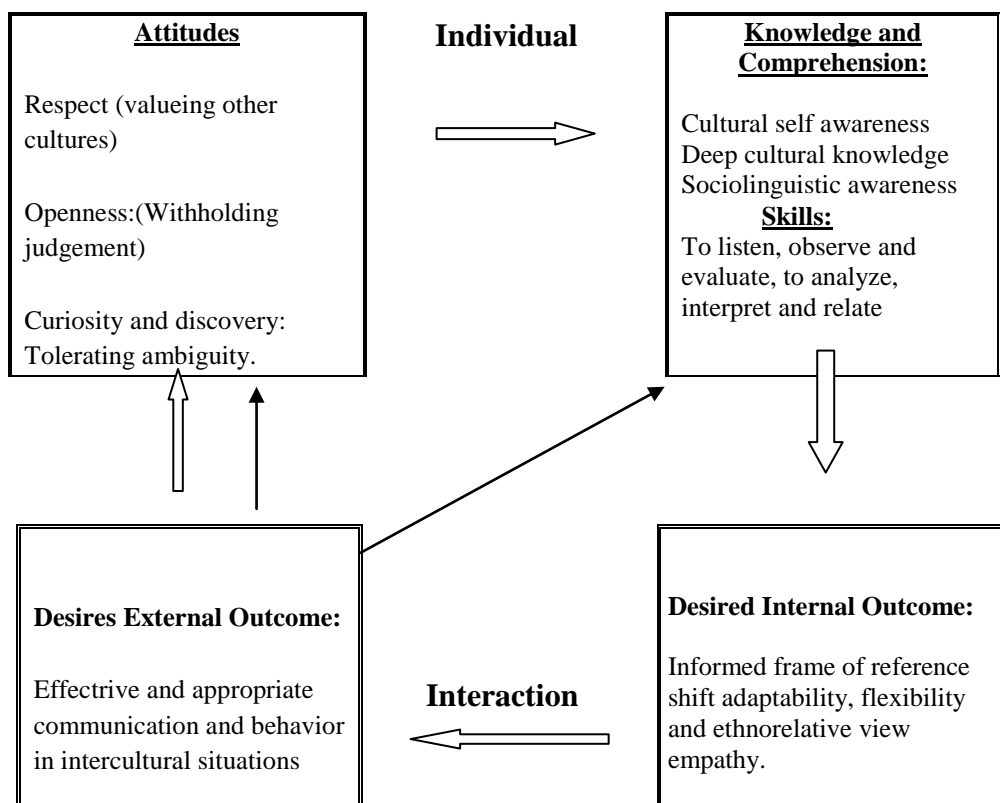 Attitudes
Respect (valueing other
cultures)
Openness:(Withholding
judgement)
Curiosity and discovery:
Tolerating ambiguity.
Individual
Knowledge and
Comprehension:
Cultural self awareness
Deep cultural knowledge
Sociolinguistic awareness
Skills:
To listen, observe and
evaluate, to analyze,
interpret and relate
Desires External Outcome:
Effectrive and appropriate
communication and behavior
in intercultural situations
Interaction
Desired Internal Outcome:
Informed frame of reference
shift adaptability, flexibility
and ethnorelative view
empathy.